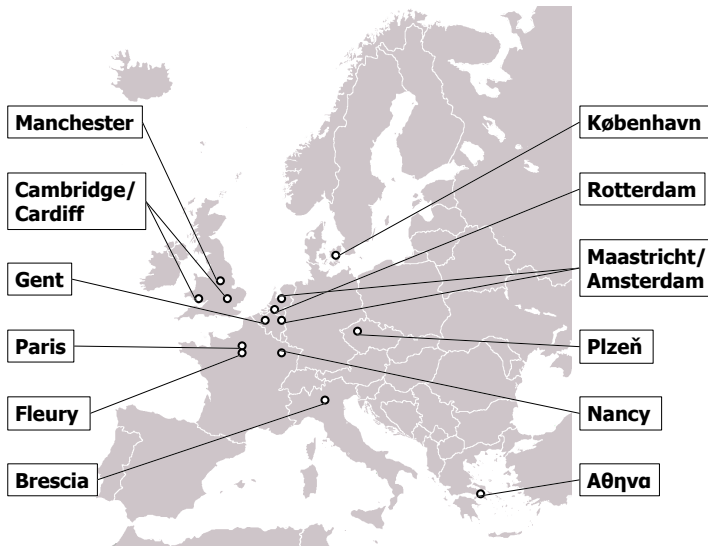 Manchester
Cambridge/
Cardiff
Gent
Paris
Fleury
Brescia
København
Rotterdam
Maastricht/
Amsterdam
Plzeň
Nancy
Αθηνα